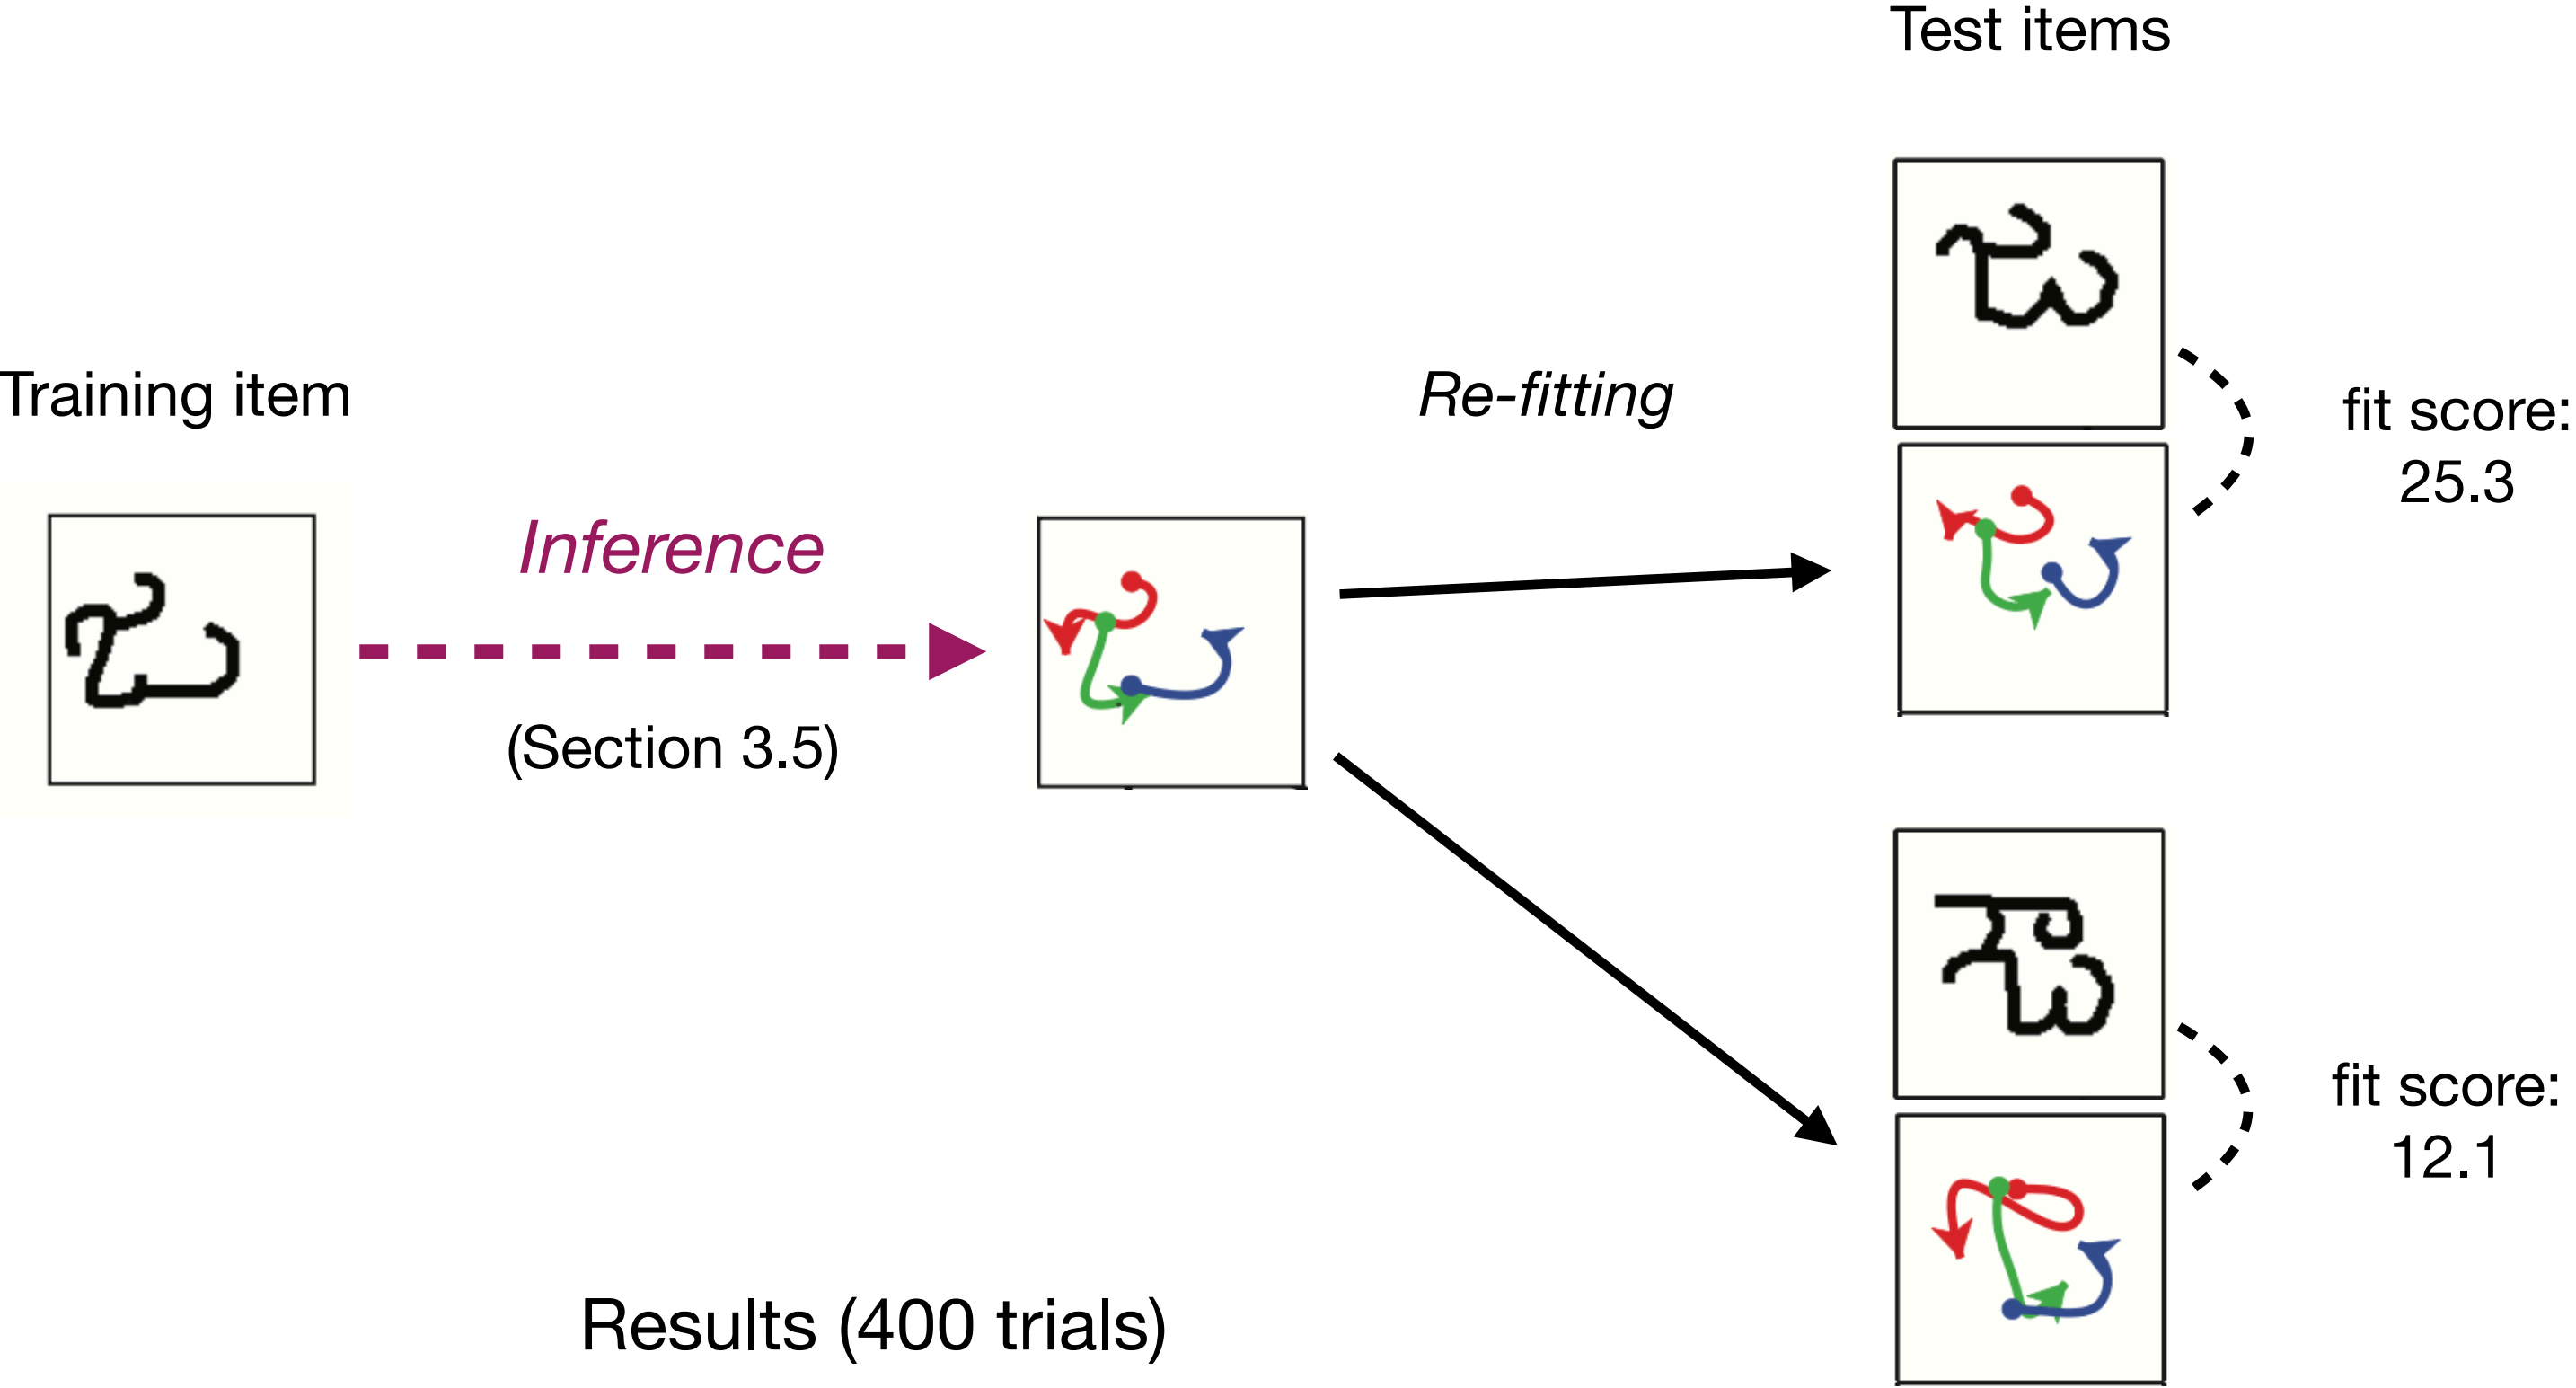 Test items
Training item
Inference
(Section 3.5)
Re-fitting
fit score:
25.3
fit score:
12.1
Results (400 trials)